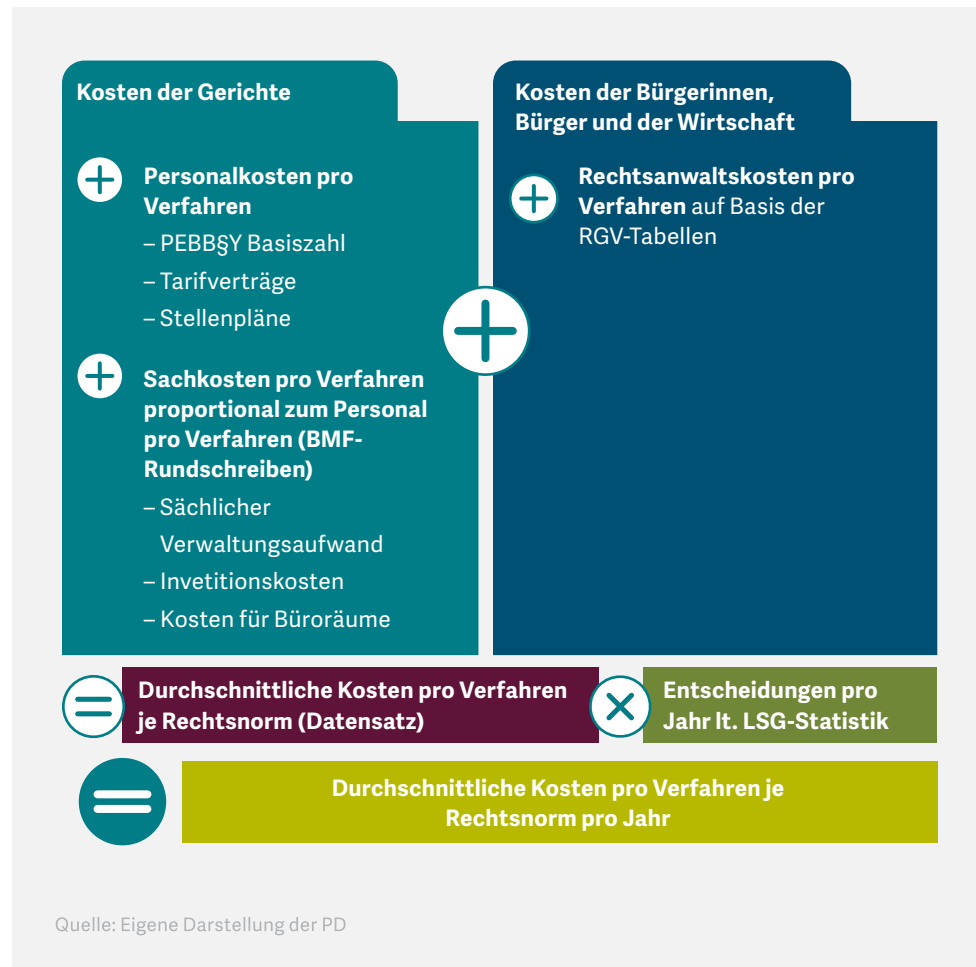 Kosten der Gerichte
Personalkosten pro
Verfahren
– PEBB§Y Basiszahl
– Tarifverträge
– Stellenpläne
Sachkosten pro Verfahren
proportional zum Personal
pro Verfahren (BMF-
Rundschreiben)
– Sächlicher
Verwaltungsaufwand
– Invetitionskosten
– Kosten für Büroräume
Kosten der Bürgerinnen,
Bürger und der Wirtschaft
Rechtsanwaltskosten pro
Verfahren auf Basis der
RGV-Tabellen
Durchschnittliche Kosten pro Verfahren
je Rechtsnorm (Datensatz)
Entscheidungen pro
Jahr lt. LSG-Statistik
Durchschnittliche Kosten pro Verfahren je
Rechtsnorm pro Jahr
Quelle: Eigene Darstellung der PD